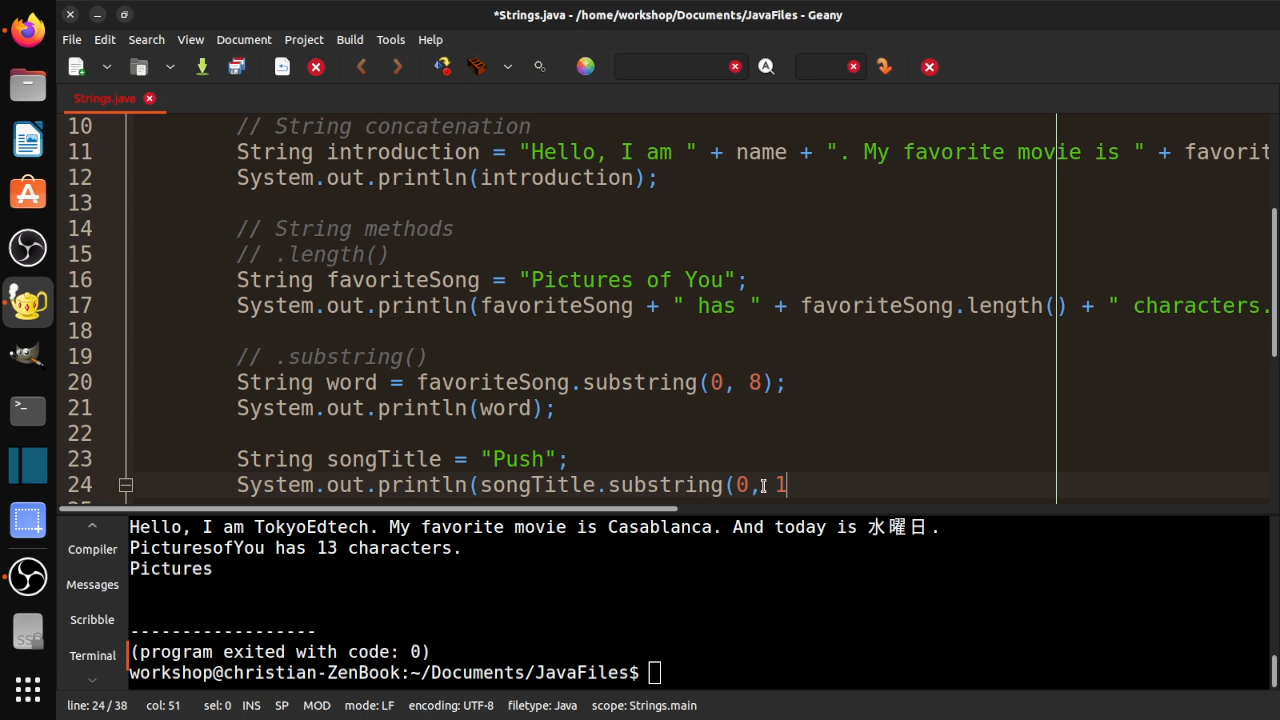 *Strings.java - /home/workshop/Documents/JavaFiles - Geany
File Edit Search View Document Project Build Tools Help
Strings.java
10 // String concatenation
11 String introduction = "Hello, I am " + name + ". My favorite movie is " + favorit
12 System.out.println(introduction);
13
14 // String methods
15 // .length()
16 String favoriteSong = "Pictures of You";
17 System.out.println(favoriteSong + " has " + favoriteSong.length() + " characters.
18
19 // .substring()
20 String word = favoriteSong.substring(0, 8);
21 System.out.println(word);
22
23 String songTitle = "Push";
24 System.out.println(songTitle.substring(0, 1
Compiler
Messages
Scribble
Terminal
Hello, I am TokyoEdtech. My favorite movie is Casablanca. And today is 水曜日.
PicturesofYou has 13 characters.
Pictures
------------------
(program exited with code: 0)
workshop@christian-ZenBook:~/Documents/JavaFiles$
line: 24 / 38 col: 51 sel: 0 INS SP MOD mode: LF encoding: UTF-8 filetype: Java scope: Strings.main